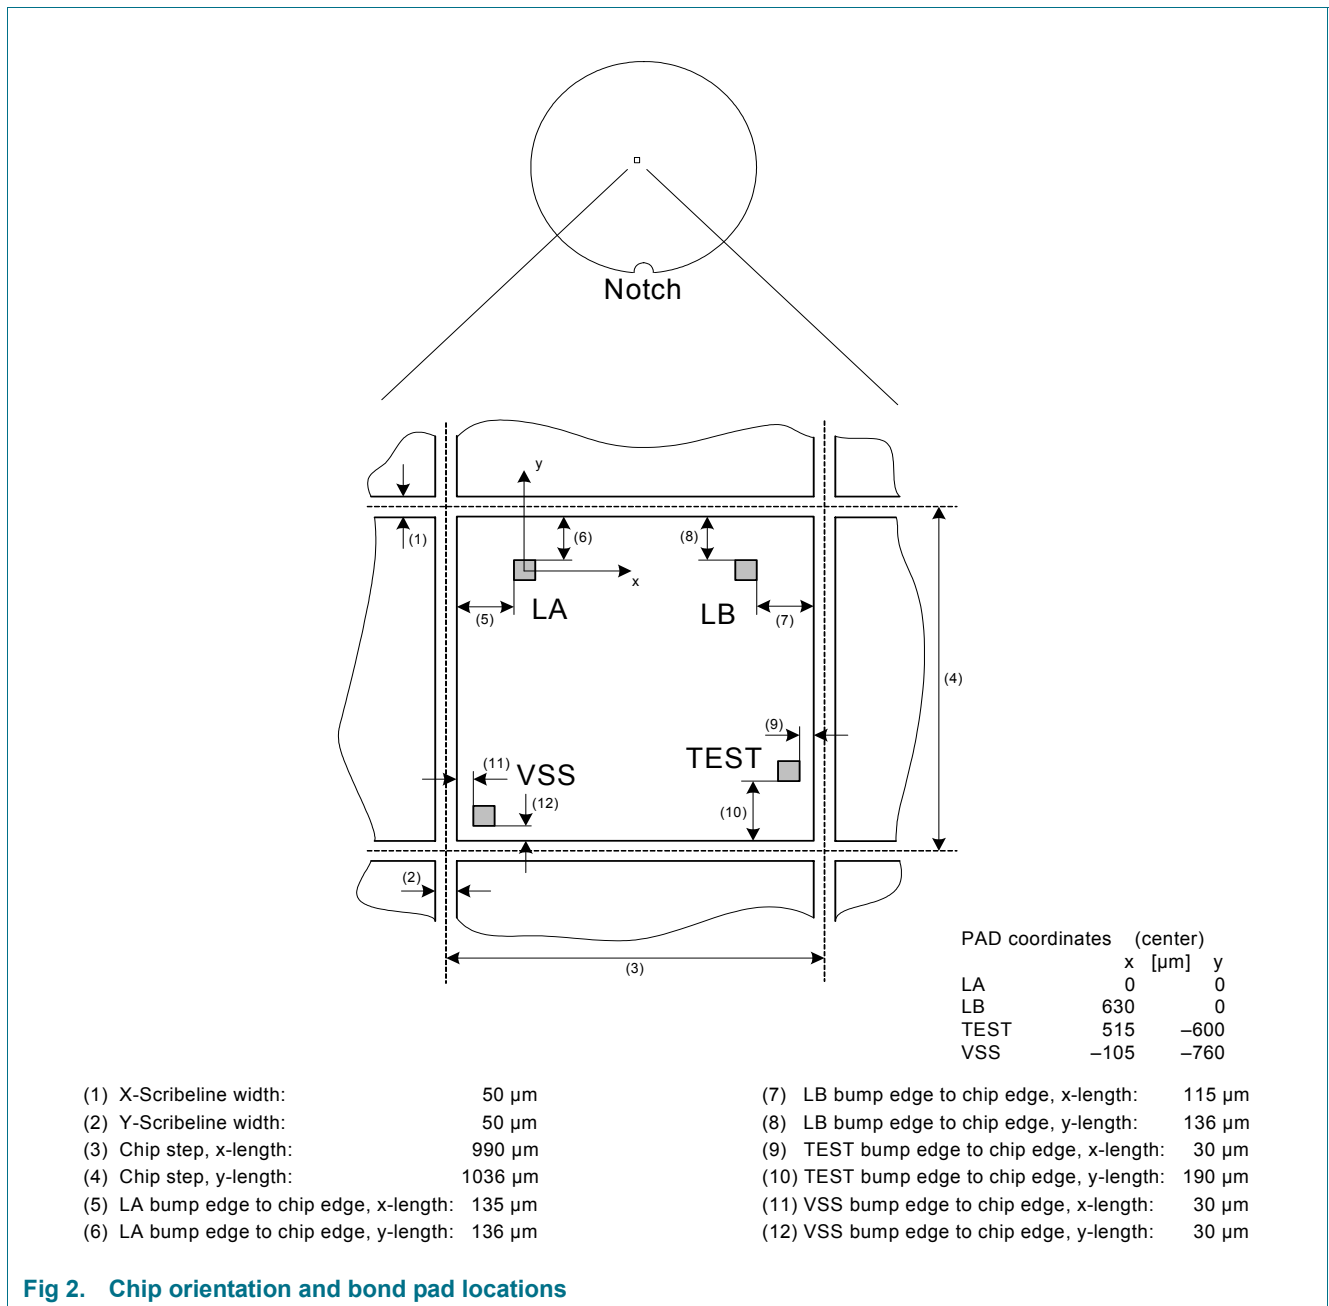 Notch
y
(1)
(6)
(8)
x
(5)
LA
LB
(7)
(4)
(9)
TEST
(11)
VSS
(12)
(10)
(2)
(3)
PAD coordinates (center)
x [µm] y
LA 0 0
LB 630 0
TEST 515 –600
VSS –105 –760
(1) X-Scribeline width: 50 µm
(2) Y-Scribeline width: 50 µm
(3) Chip step, x-length: 990 µm
(4) Chip step, y-length: 1036 µm
(5) LA bump edge to chip edge, x-length: 135 µm
(6) LA bump edge to chip edge, y-length: 136 µm
(7) LB bump edge to chip edge, x-length: 115 µm
(8) LB bump edge to chip edge, y-length: 136 µm
(9) TEST bump edge to chip edge, x-length: 30 µm
(10) TEST bump edge to chip edge, y-length: 190 µm
(11) VSS bump edge to chip edge, x-length: 30 µm
(12) VSS bump edge to chip edge, y-length: 30 µm
Fig 2. Chip orientation and bond pad locations